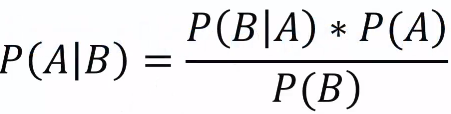 P(A|B) = P(B|A) * P(A) / P(B)